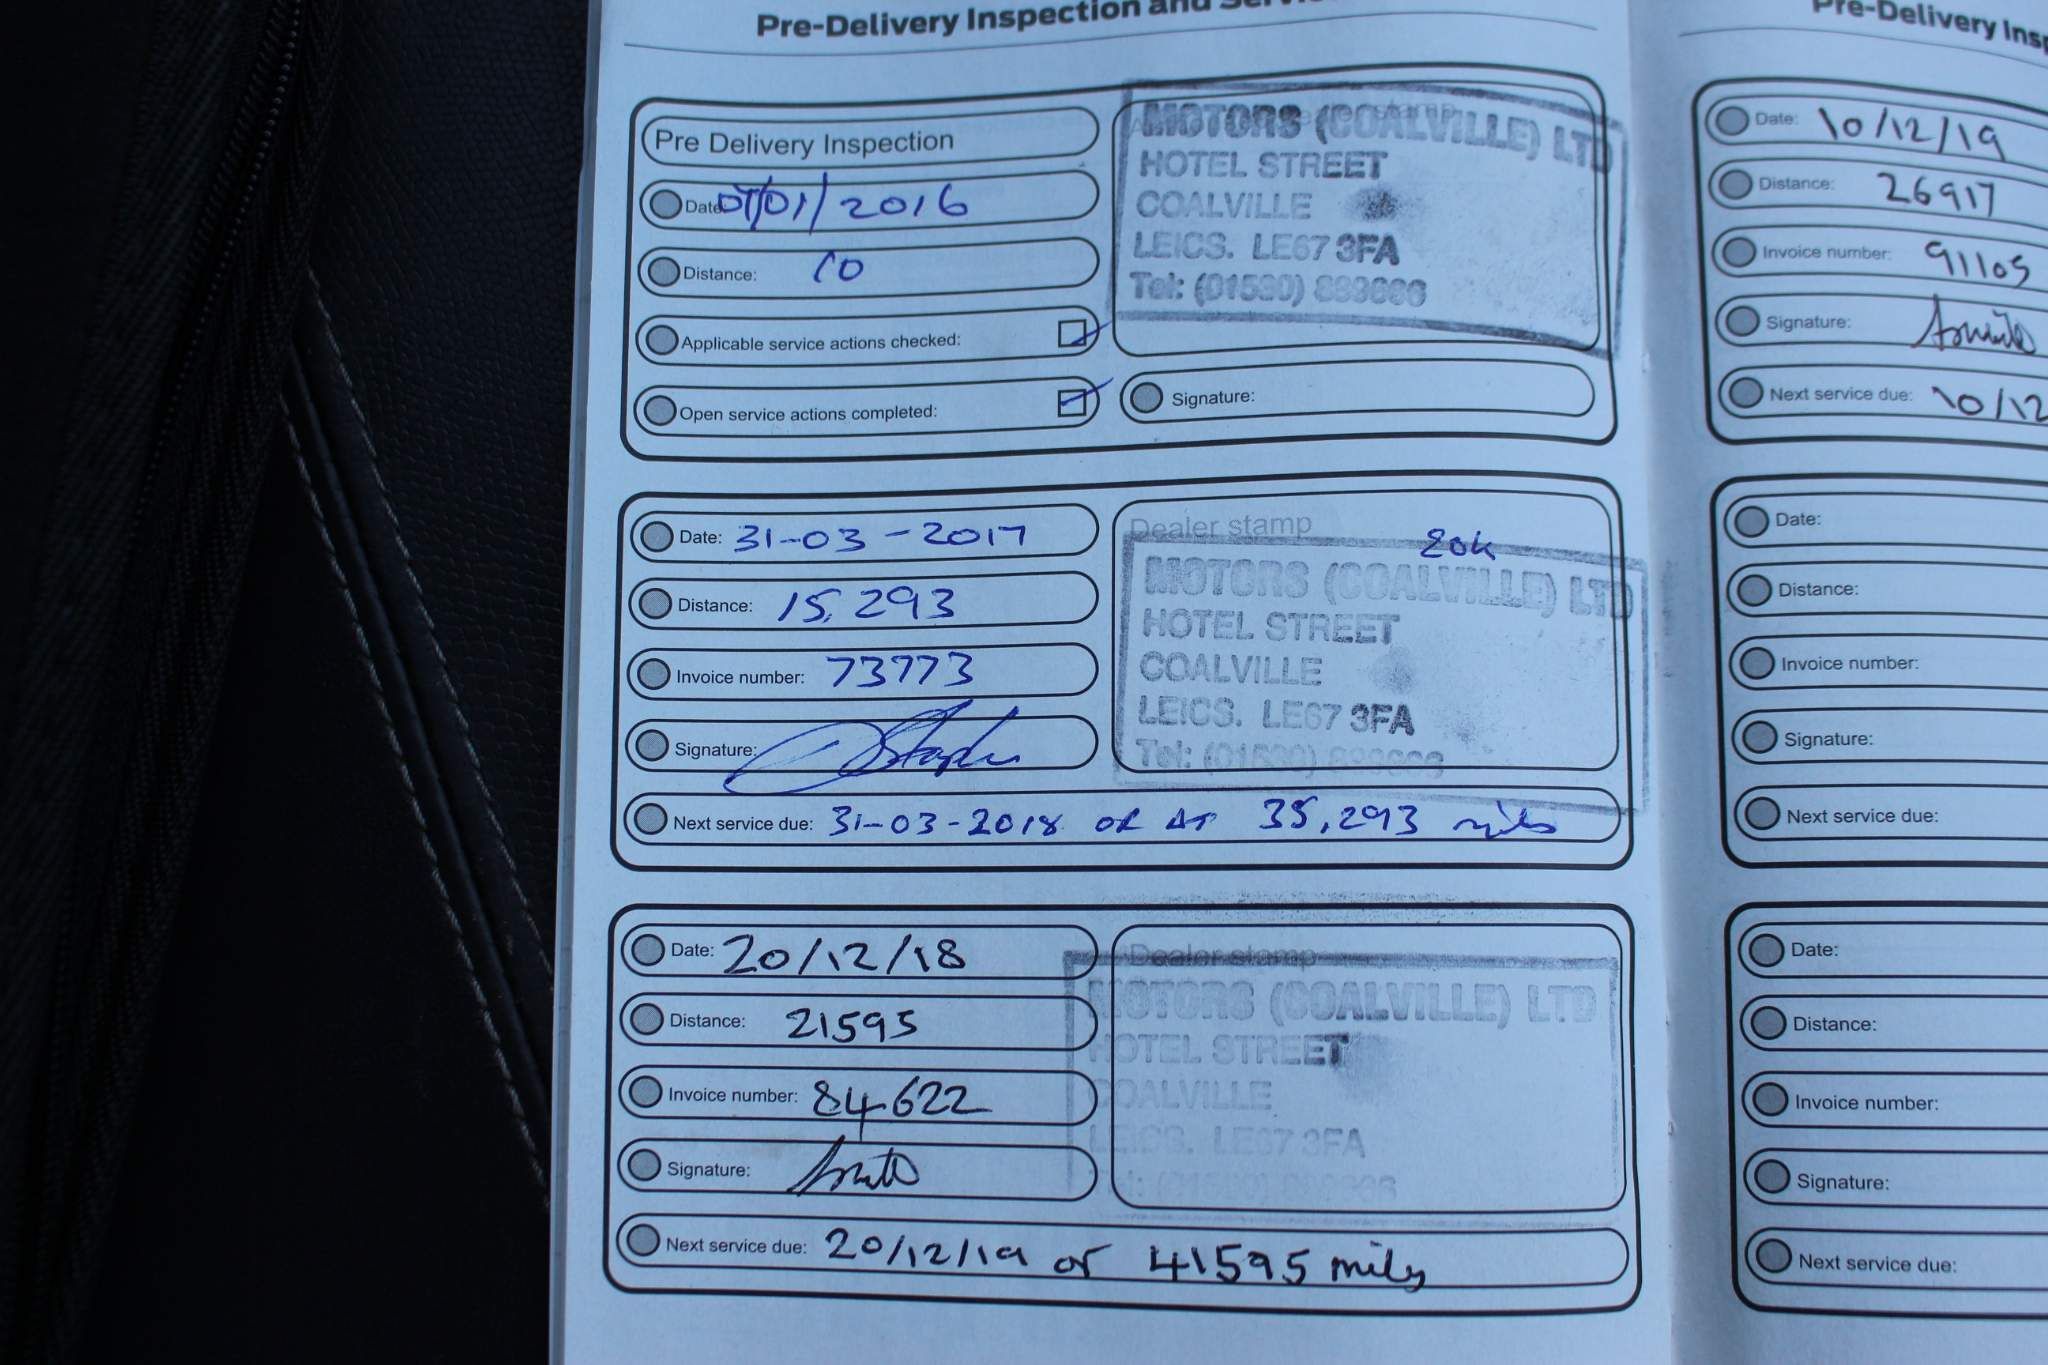 Pre-Delivery Inspection and
Pre Delivery Inspection
Date: 07/01/2016
Distance: 10
Applicable service actions checked:
Open service actions completed:
MOTORS (COALVILLE) LTD
HOTEL STREET
COALVILLE
LEICS. LE67 3FA
Tel: (01530)
Signature:
Date: 31-03-2017
Distance: 15,293
Invoice number: 73773
Signature:
Next service due: 31-03-2018 OR AT 35,293 miles
Dealer stamp
20K
MOTORS (COALVILLE) LTD
HOTEL STREET
COALVILLE
LEICS. LE67 3FA
Tel: (01530)
Date: 20/12/18
Distance: 21595
Invoice number: 84622
Signature:
Next service due: 20/12/19 or 41595 miles
Dealer stamp
MOTORS (COALVILLE) LTD
HOTEL STREET
COALVILLE
LEICS. LE67 3FA
Pre-Delivery Insp
Date: 10/12/19
Distance: 26917
Invoice number: 91105
Signature:
Next service due: 10/12
Date:
Distance:
Invoice number:
Signature:
Next service due:
Date:
Distance:
Invoice number:
Signature:
Next service due: